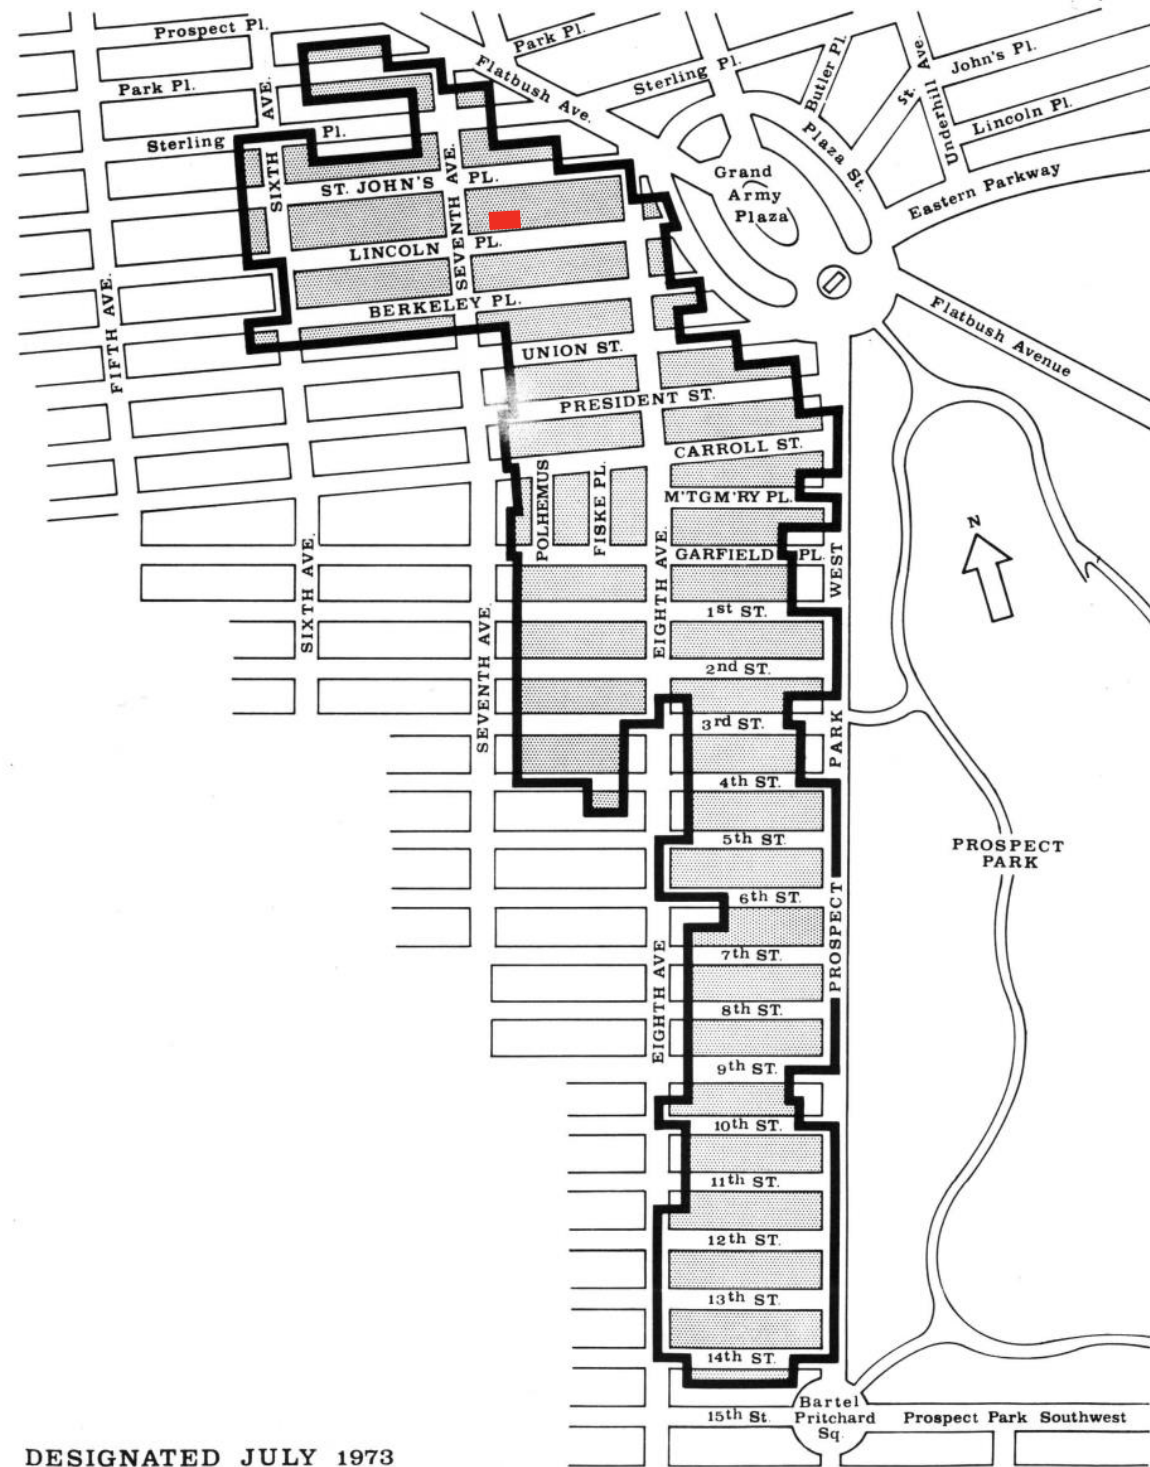 Prospect Pl.
Park Pl.
Park Pl.
Flatbush Ave.
Sterling Pl.
Butler Pl.
Underhill Ave.
St. John's Pl.
Lincoln Pl.
Plaza St.
Eastern Parkway
Grand
Army
Plaza
AVE.
SIXTH
Sterling Pl.
ST. JOHN'S PL.
SEVENTH AVE.
LINCOLN PL.
BERKELEY PL.
FIFTH AVE.
UNION ST.
PRESIDENT ST.
CARROLL ST.
Flatbush Avenue
POLHEMUS
FISKE PL.
M'TGM'RY PL.
GARFIELD PL.
N
SIXTH AVE.
SEVENTH AVE.
EIGHTH AVE.
1st ST.
2nd ST.
3rd ST.
4th ST.
5th ST.
6th ST.
7th ST.
8th ST.
9th ST.
10th ST.
11th ST.
12th ST.
13th ST.
14th ST.
15th St.
EIGHTH AVE
PROSPECT PARK WEST
PROSPECT
PARK
Bartel
Pritchard
Sq.
Prospect Park Southwest
DESIGNATED JULY 1973